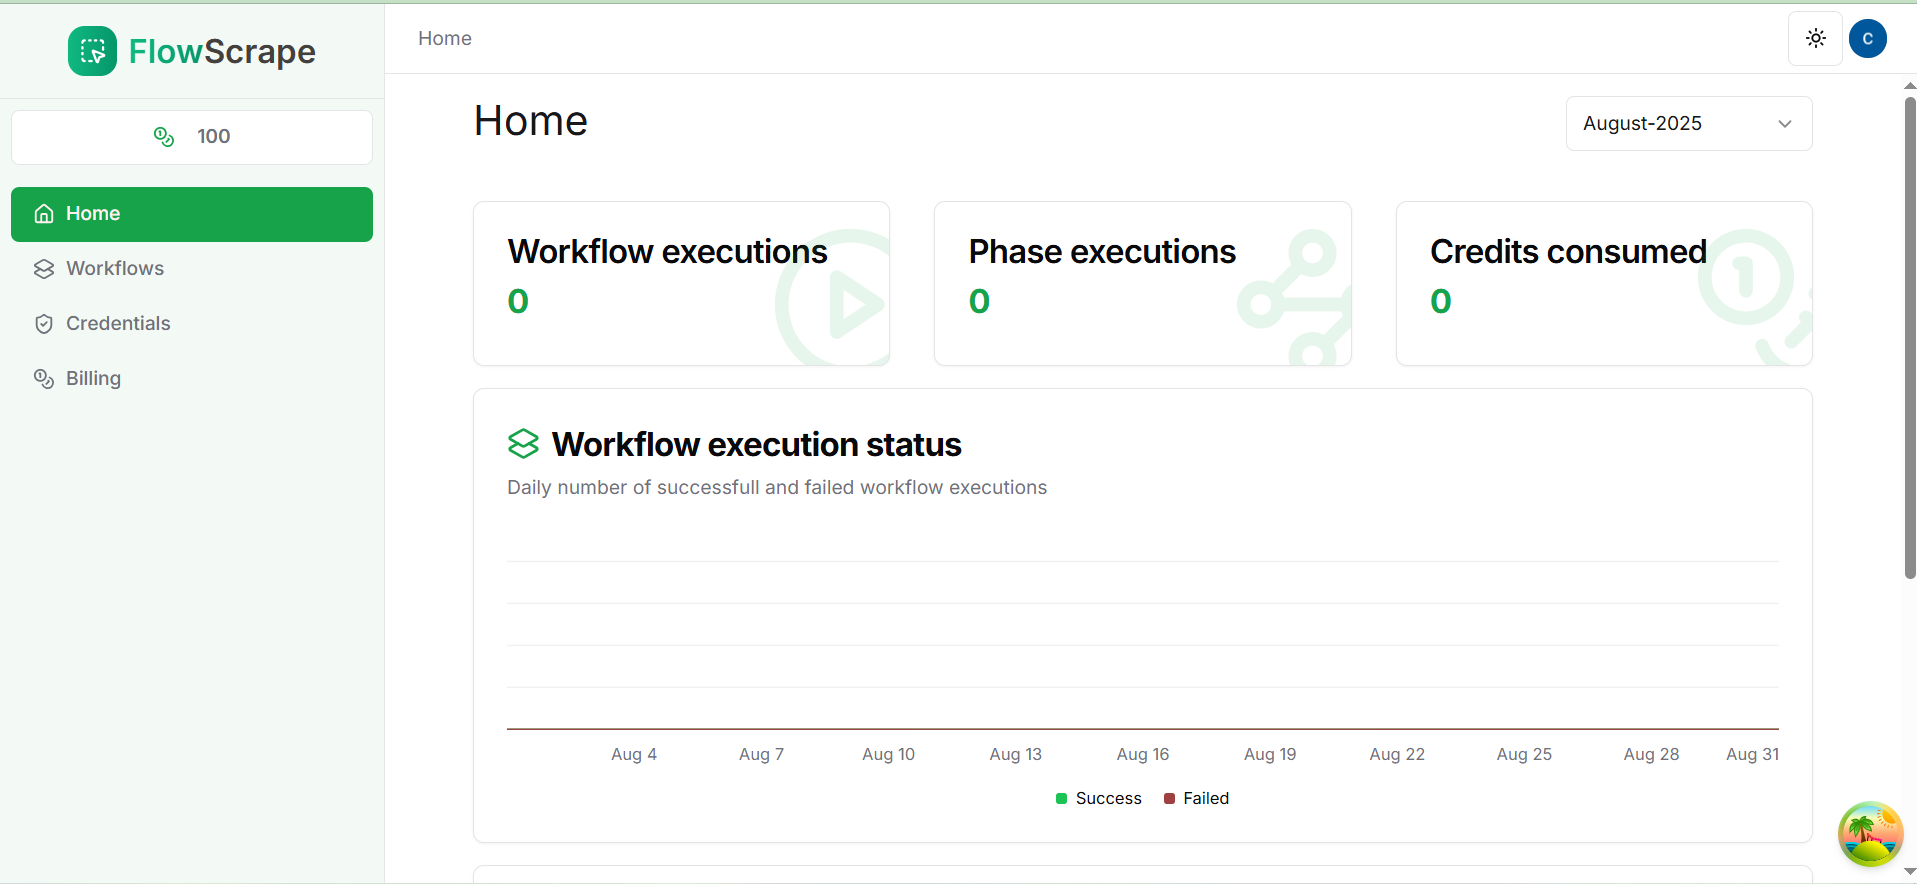 FlowScrape
Home
C
100
Home
Workflows
Credentials
Billing
Home
August-2025
Workflow executions
0
Phase executions
0
Credits consumed
0
Workflow execution status
Daily number of successfull and failed workflow executions
Aug 4 Aug 7 Aug 10 Aug 13 Aug 16 Aug 19 Aug 22 Aug 25 Aug 28 Aug 31
Success Failed